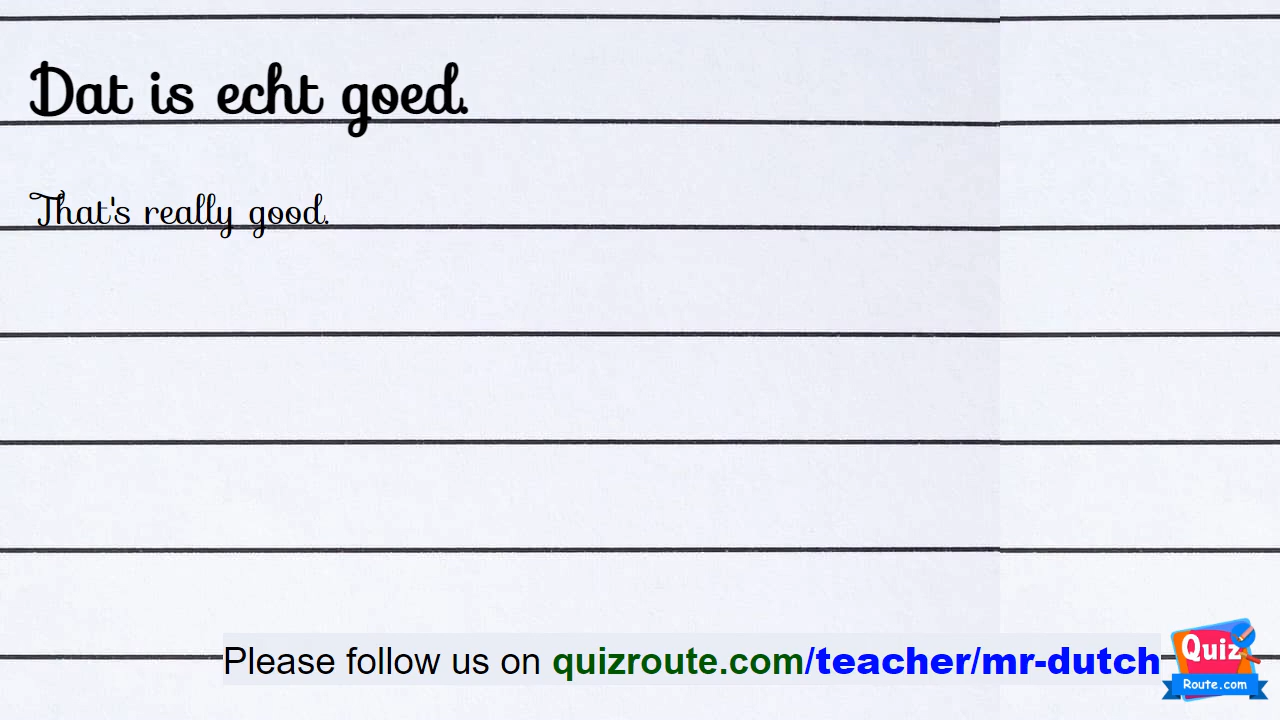 Dat is echt goed.
That's really good.
Please follow us on quizroute.com/teacher/mr-dutch
Quiz
Route.com